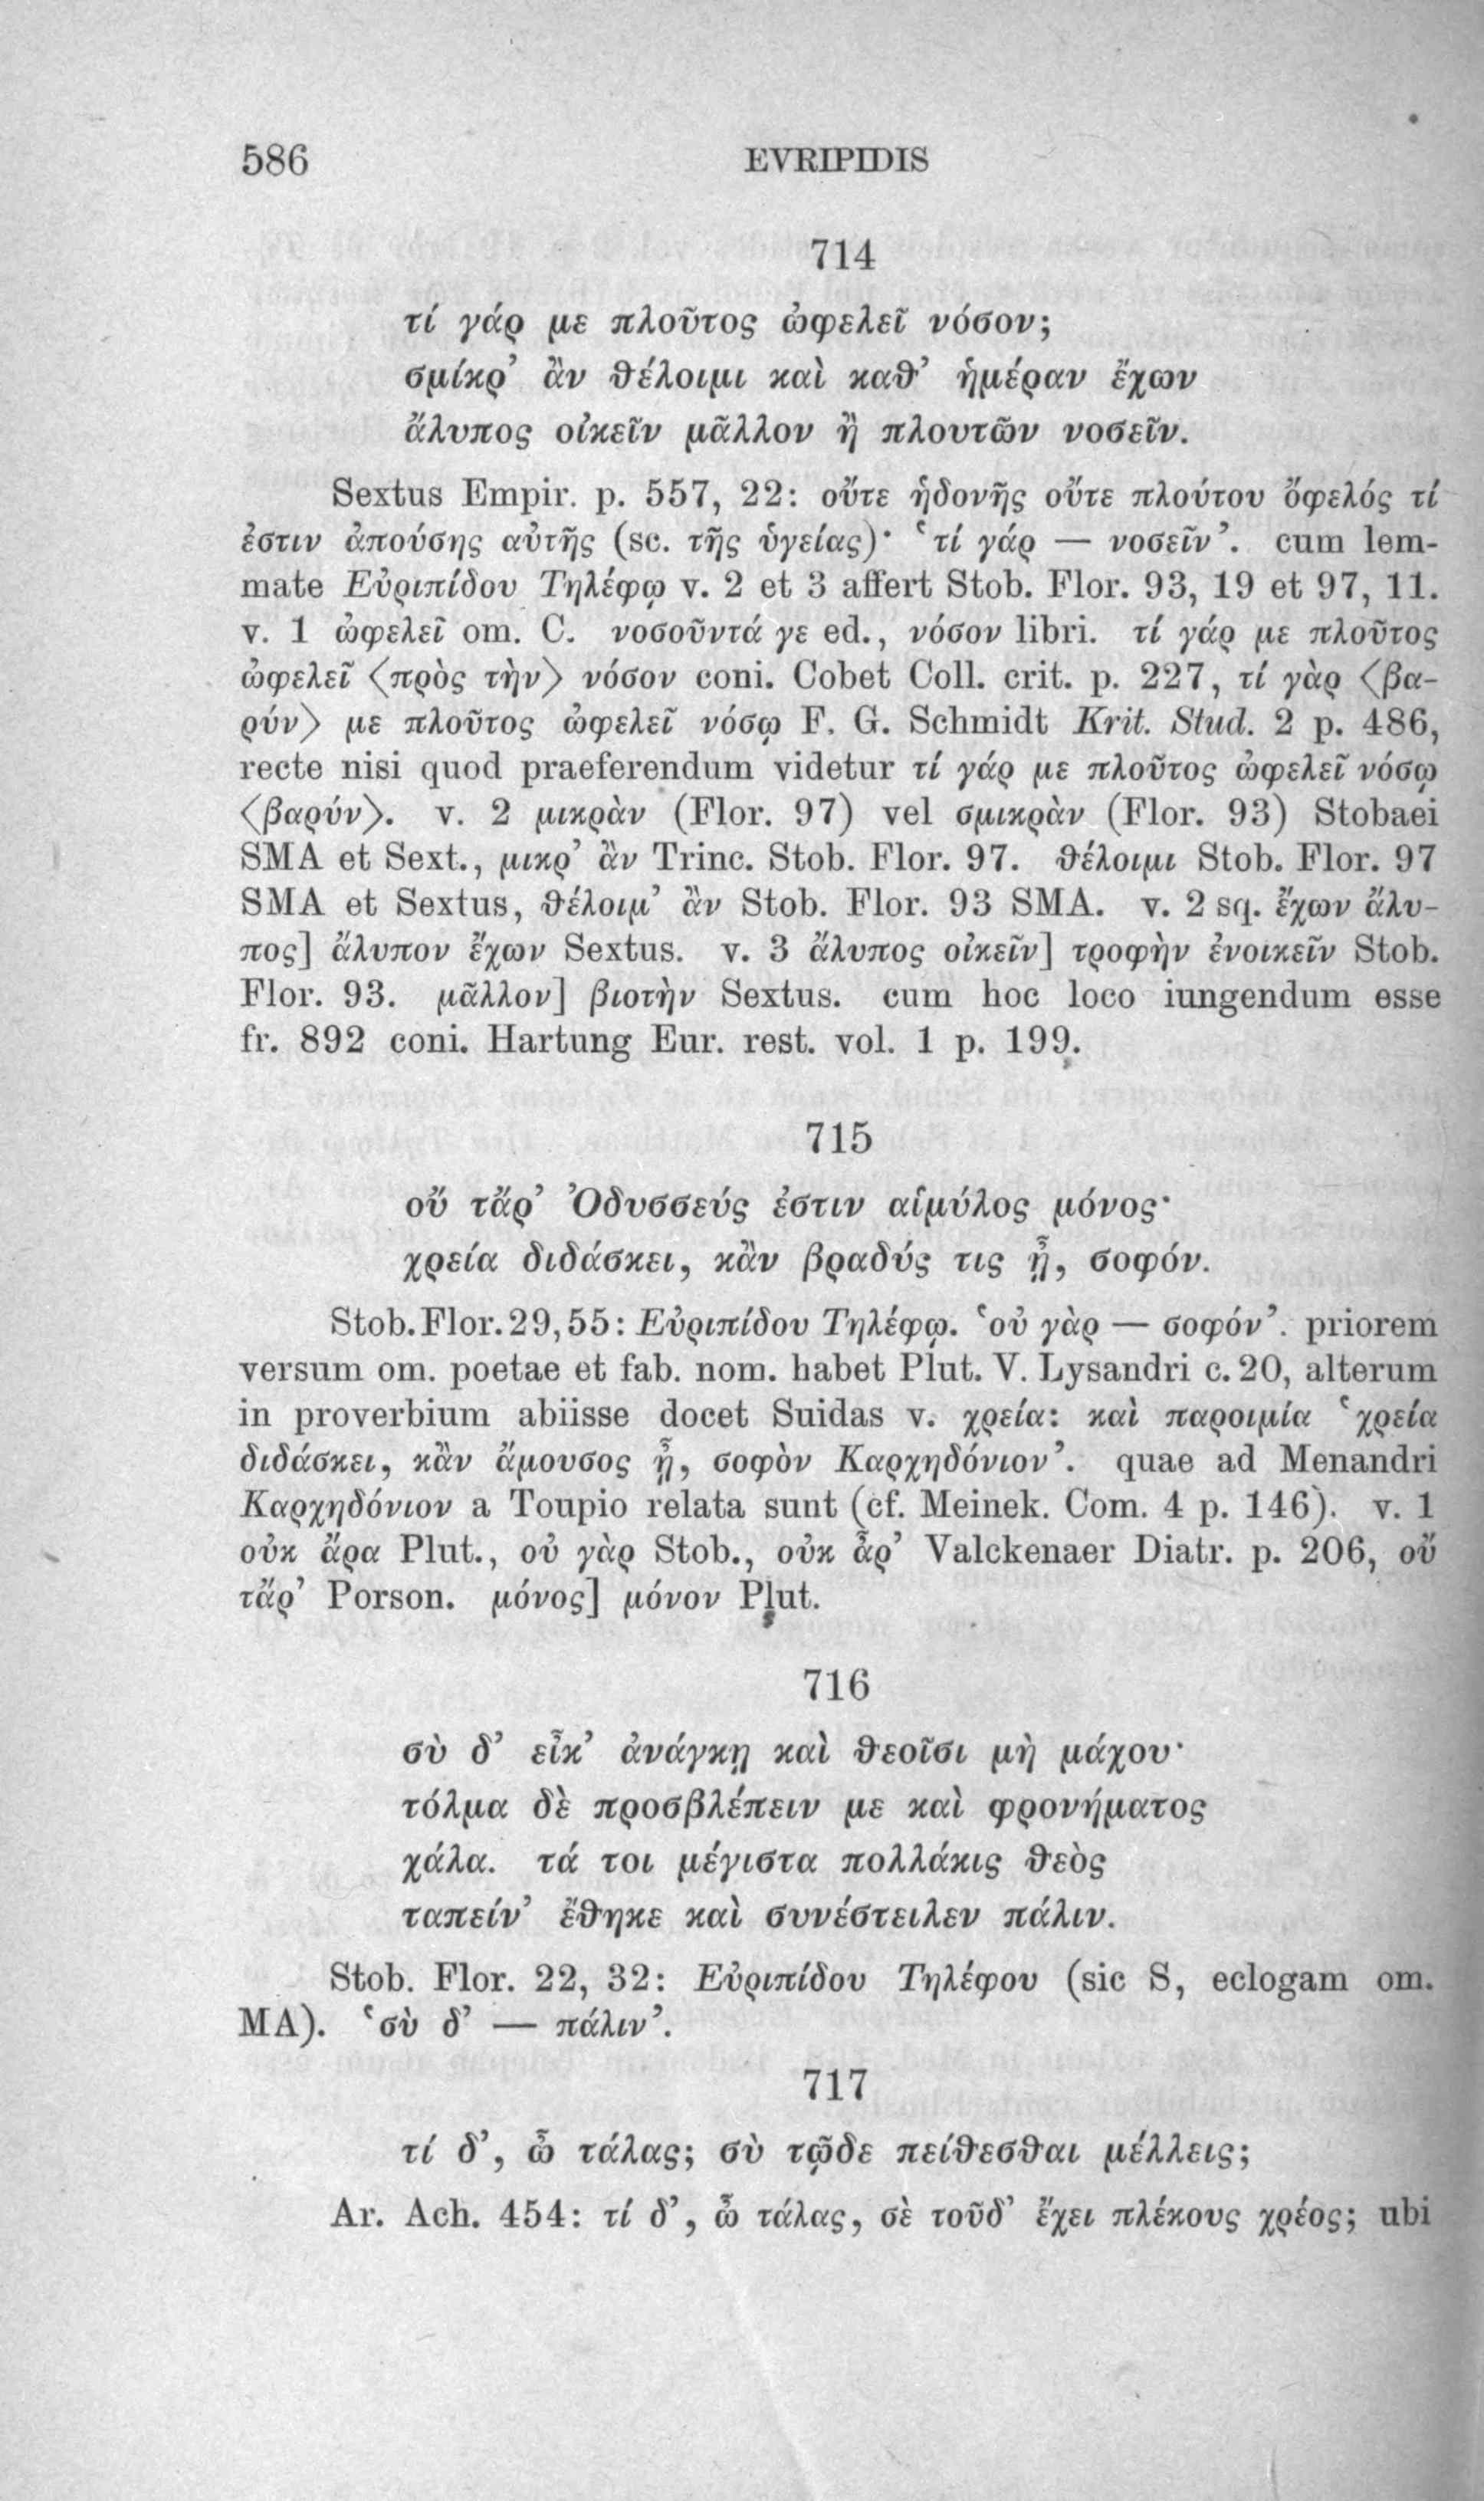 586 EVRIPIDIS
714
τί γάρ με πλοῦτος ὠφελεῖ νόσον;
σμίκρ’ ἂν θέλοιμι καὶ καθ’ ἡμέραν ἔχων
ἄλυπος οἰκεῖν μᾶλλον ἢ πλουτῶν νοσεῖν.
Sextus Empir. p. 557, 22: οὔτε ἡδονῆς οὔτε πλούτου ὄφελός τί
ἐστιν ἀπούσης αὐτῆς (sc. τῆς ὑγείας)· ‘τί γάρ — νοσεῖν’. cum lem-
mate Εὐριπίδου Τηλέφῳ v. 2 et 3 affert Stob. Flor. 93, 19 et 97, 11.
v. 1 ὠφελεῖ om. C. νοσοῦντά γε ed., νόσον libri. τί γάρ με πλοῦτος
ὠφελεῖ <πρὸς τὴν> νόσον coni. Cobet Coll. crit. p. 227, τί γὰρ <βα-
ρύν> με πλοῦτος ὠφελεῖ νόσῳ F. G. Schmidt Krit. Stud. 2 p. 486,
recte nisi quod praeferendum videtur τί γάρ με πλοῦτος ὠφελεῖ νόσῳ
<βαρύν>. v. 2 μικρὰν (Flor. 97) vel σμικρὰν (Flor. 93) Stobaei
SMA et Sext., μικρ’ ἂν Trinc. Stob. Flor. 97. θέλοιμι Stob. Flor. 97
SMA et Sextus, θέλοιμ’ ἂν Stob. Flor. 93 SMA. v. 2 sq. ἔχων ἄλυ-
πος] ἄλυπον ἔχων Sextus. v. 3 ἄλυπος οἰκεῖν] τροφὴν ἐνοικεῖν Stob.
Flor. 93. μᾶλλον] βιοτὴν Sextus. cum hoc loco iungendum esse
fr. 892 coni. Hartung Eur. rest. vol. 1 p. 199.
715
οὔ τἄρ’ Ὀδυσσεύς ἐστιν αἱμύλος μόνος·
χρεία διδάσκει, κἂν βραδύς τις ᾖ, σοφόν.
Stob. Flor. 29, 55: Εὐριπίδου Τηλέφῳ. ‘οὐ γὰρ — σοφόν’. priorem
versum om. poetae et fab. nom. habet Plut. V. Lysandri c. 20, alterum
in proverbium abiisse docet Suidas v. χρεία: καὶ παροιμία ‘χρεία
διδάσκει, κἂν ἄμουσος ᾖ, σοφὸν Καρχηδόνιον’. quae ad Menandri
Καρχηδόνιον a Toupio relata sunt (cf. Meinek. Com. 4 p. 146). v. 1
οὐκ ἄρα Plut., οὐ γὰρ Stob., οὐκ ἆρ’ Valckenaer Diatr. p. 206, οὔ
τἄρ’ Porson. μόνος] μόνον Plut.
716
σὺ δ’ εἶκ’ ἀνάγκῃ καὶ θεοῖσι μὴ μάχου·
τόλμα δὲ προσβλέπειν με καὶ φρονήματος
χάλα. τά τοι μέγιστα πολλάκις θεὸς
ταπείν’ ἔθηκε καὶ συνέστειλεν πάλιν.
Stob. Flor. 22, 32: Εὐριπίδου Τηλέφου (sic S, eclogam om.
MA). ‘σὺ δ’ — πάλιν’.
717
τί δ’, ὦ τάλας; σὺ τῷδε πείθεσθαι μέλλεις;
Ar. Ach. 454: τί δ’, ὦ τάλας, σὲ τοῦδ’ ἔχει πλέκους χρέος; ubi